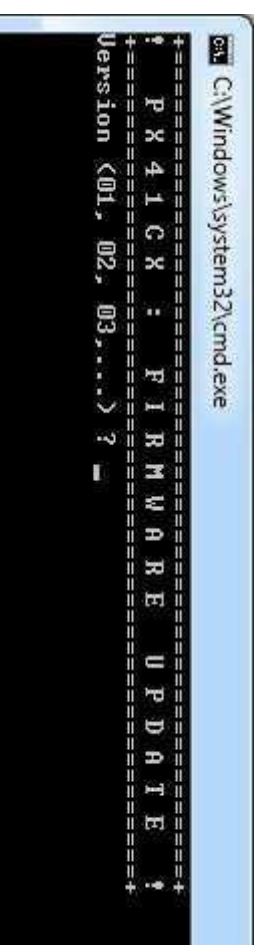 C:\Windows\system32\cmd.exe
+==============================================+
! P X 4 1 C X : F I R M W A R E U P D A T E !
+==============================================+
Version <01, 02, 03,....> ? _